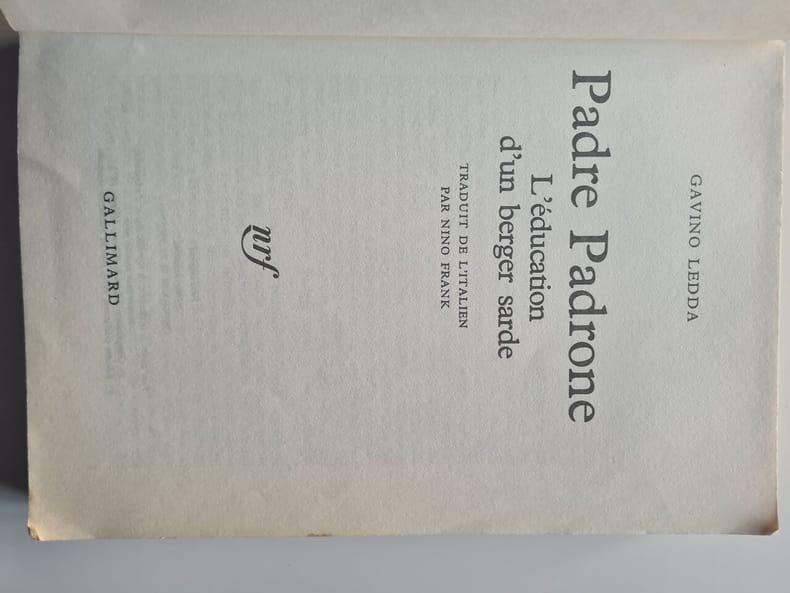 GAVINO LEDDA
Padre Padrone
L'éducation
d'un berger sarde
TRADUIT DE L'ITALIEN
PAR NINO FRANK
nrf
GALLIMARD